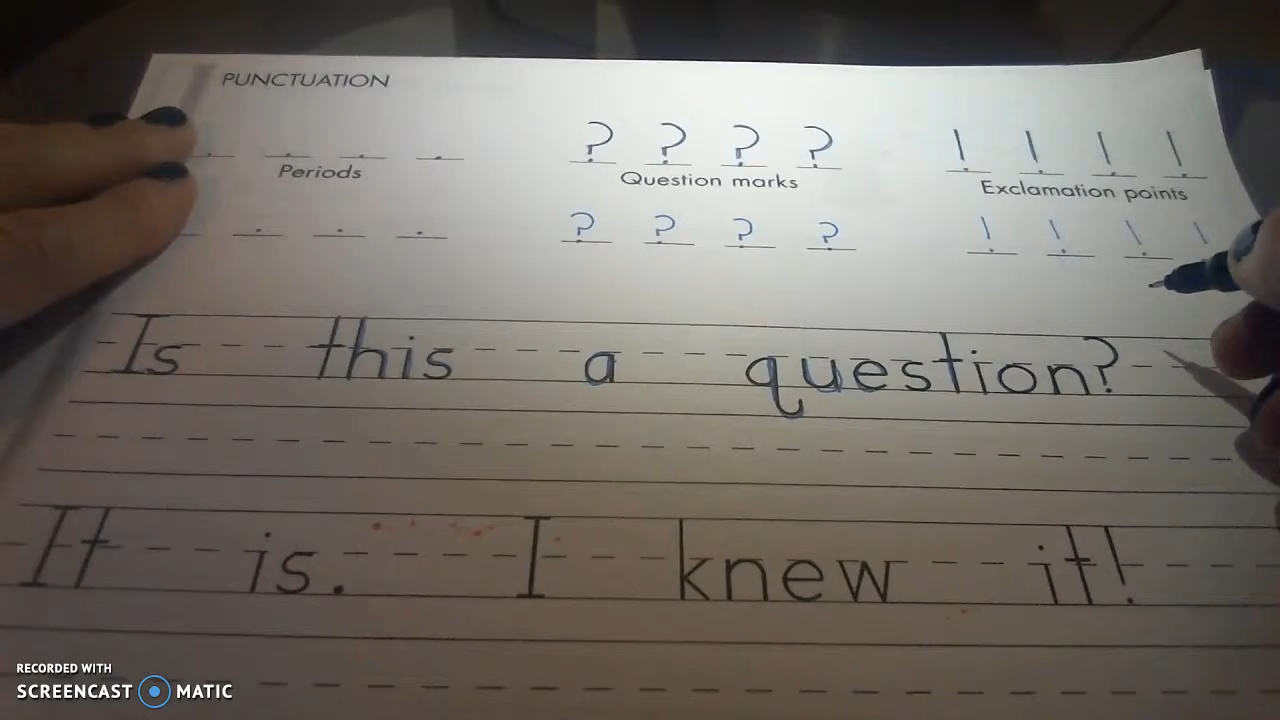 PUNCTUATION
. . . . ? ? ? ? ! ! ! !
Periods Question marks Exclamation points
. . . ? ? ? ? ! ! ! !
Is this a question?
It is. I knew it!
RECORDED WITH
SCREENCAST MATIC